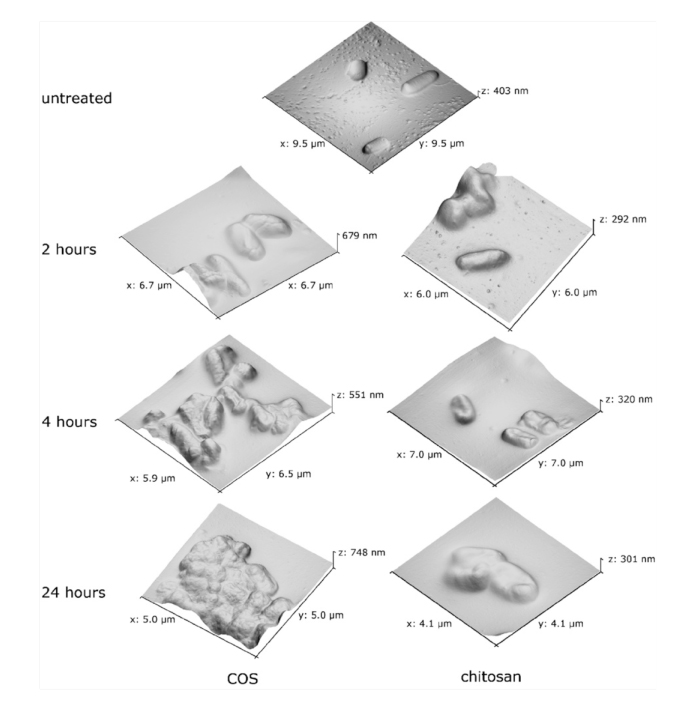 untreated
z: 403 nm
x: 9.5 µm
y: 9.5 µm
2 hours
679 nm
x: 6.7 µm
x: 6.7 µm
z: 292 nm
x: 6.0 µm
y: 6.0 µm
4 hours
z: 551 nm
x: 5.9 µm
y: 6.5 µm
z: 320 nm
x: 7.0 µm
y: 7.0 µm
24 hours
z: 748 nm
x: 5.0 µm
y: 5.0 µm
z: 301 nm
x: 4.1 µm
y: 4.1 µm
COS
chitosan